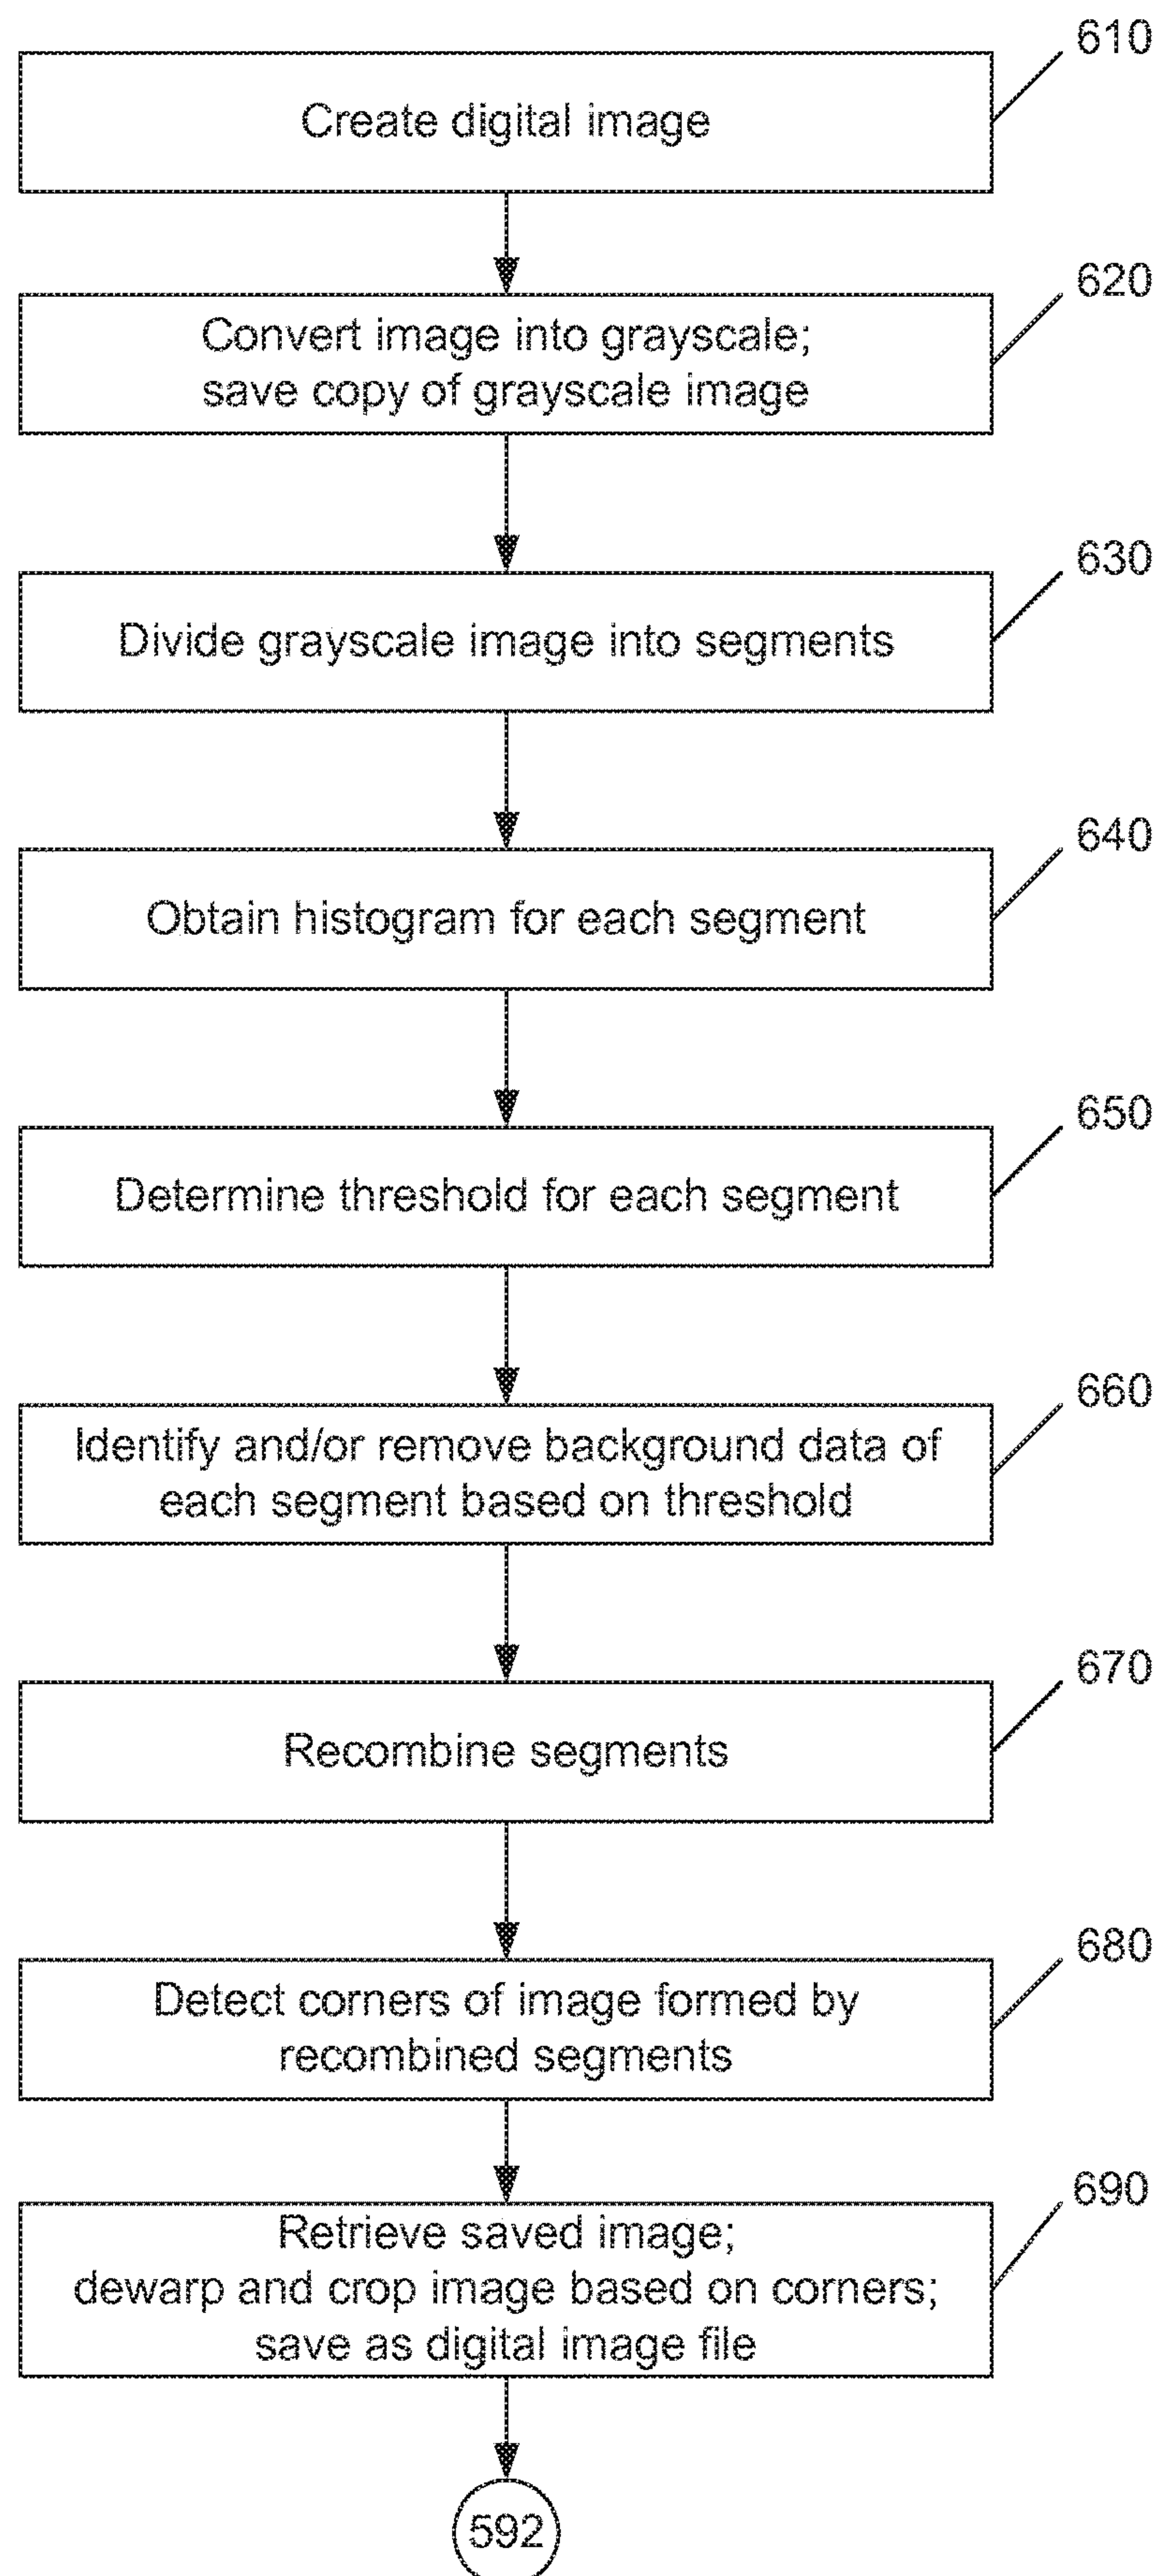 610
Create digital image
620
Convert image into grayscale;
save copy of grayscale image
630
Divide grayscale image into segments
640
Obtain histogram for each segment
650
Determine threshold for each segment
660
Identify and/or remove background data of
each segment based on threshold
670
Recombine segments
680
Detect corners of image formed by
recombined segments
690
Retrieve saved image;
dewarp and crop image based on corners;
save as digital image file
592